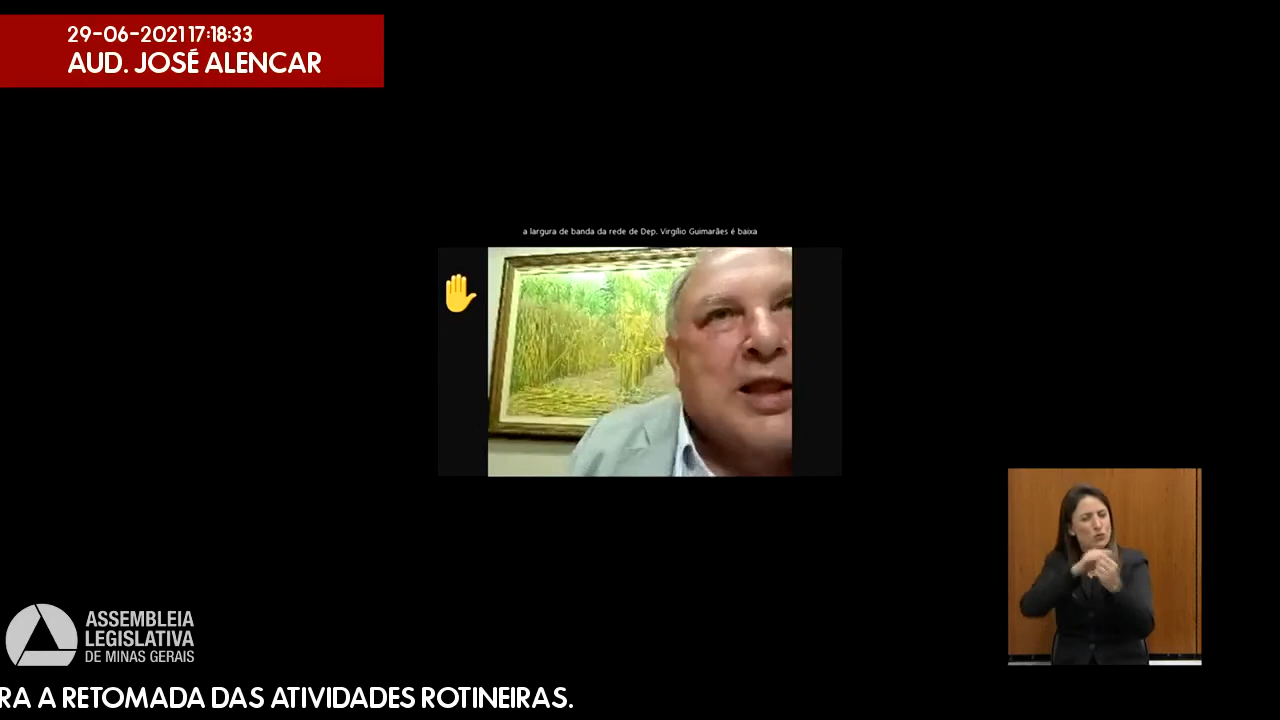 29-06-2021 17:18:33
AUD. JOSÉ ALENCAR
a largura de banda da rede de Dep. Virgílio Guimarães é baixa
ASSEMBLEIA
LEGISLATIVA
DE MINAS GERAIS
RA A RETOMADA DAS ATIVIDADES ROTINEIRAS.